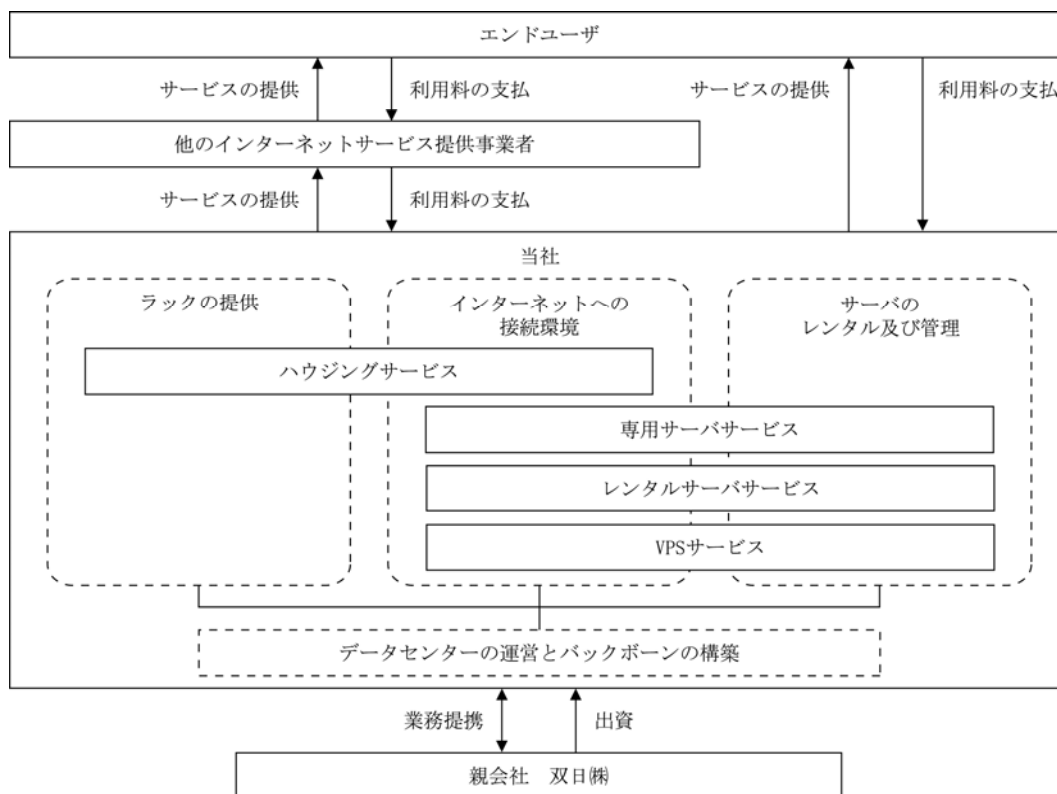 エンドユーザ
サービスの提供
利用料の支払
サービスの提供
利用料の支払
他のインターネットサービス提供事業者
サービスの提供
利用料の支払
当社
ラックの提供
インターネットへの
接続環境
サーバの
レンタル及び管理
ハウジングサービス
専用サーバサービス
レンタルサーバサービス
VPSサービス
データセンターの運営とバックボーンの構築
業務提携
出資
親会社　双日㈱